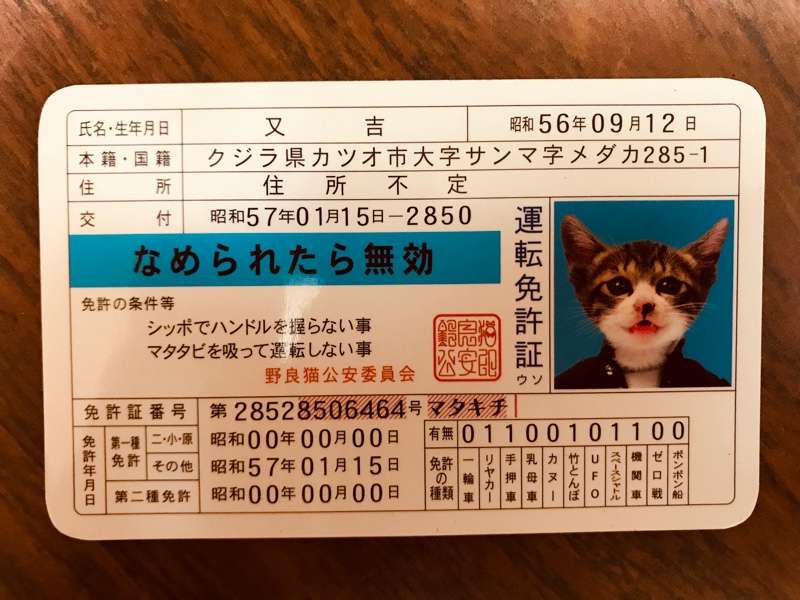 氏名・生年月日 又吉 昭和56年09月12日
本籍・国籍 クジラ県カツオ市大字サンマ字メダカ285-1
住所 住所不定
交付 昭和57年01月15日-2850
なめられたら無効
運転免許証
ウソ
免許の条件等
シッポでハンドルを握らない事
マタタビを吸って運転しない事
野良猫公安委員会
免許証番号 第28528506464号 マタキチ
免許年月日
第一種免許 二・小・原 昭和00年00月00日
その他 昭和57年01月15日
第二種免許 昭和00年00月00日
有無 01100101100
免許の種類 一輪車 リヤカー 手押車 乳母車 カヌー 竹とんぼ UFO スペースシャトル 機関車 ゼロ戦 ポンポン船